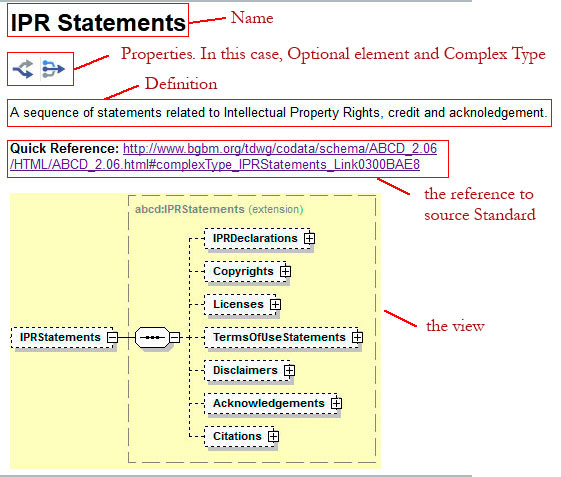 IPR Statements
Name
Properties. In this case, Optional element and Complex Type
Definition
A sequence of statements related to Intellectual Property Rights, credit and acknoledgement.
Quick Reference: http://www.bgbm.org/tdwg/codata/schema/ABCD_2.06
/HTML/ABCD_2.06.html#complexType_IPRStatements_Link0300BAE8
the reference to
source Standard
abcd:IPRStatements (extension)
IPRDeclarations
Copyrights
Licenses
the view
IPRStatements
TermsOfUseStatements
Disclaimers
Acknowledgements
Citations